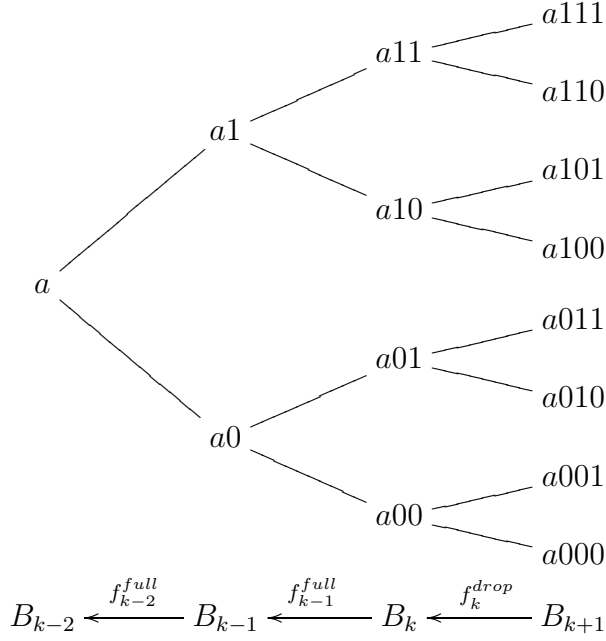 a111
a11
a110
a1
a101
a10
a100
a
a011
a01
a010
a0
a001
a00
a000
f_{k-2}^{full} f_{k-1}^{full} f_k^{drop}
B_{k-2} B_{k-1} B_k B_{k+1}